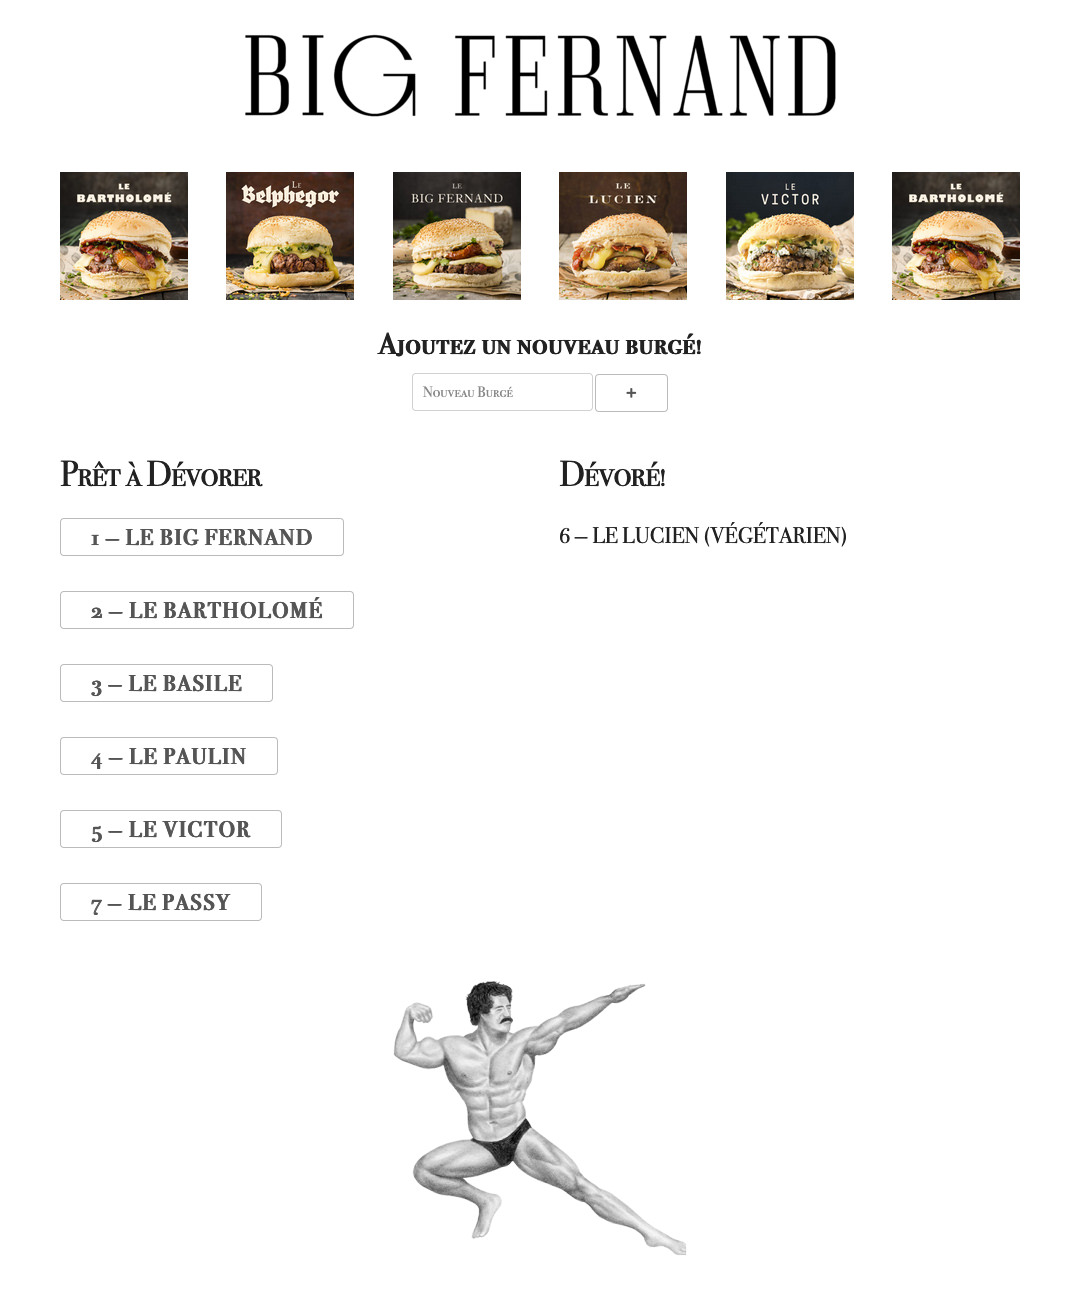 BIG FERNAND
LE
BARTHOLOMÉ
LE
Belphegor
LE
BIG FERNAND
LE
LUCIEN
LE
VICTOR
LE
BARTHOLOMÉ
Ajoutez un nouveau burgé!
Nouveau Burgé
+
Prêt à Dévorer
1 – LE BIG FERNAND
2 – LE BARTHOLOMÉ
3 – LE BASILE
4 – LE PAULIN
5 – LE VICTOR
7 – LE PASSY
Dévoré!
6 – LE LUCIEN (VÉGÉTARIEN)